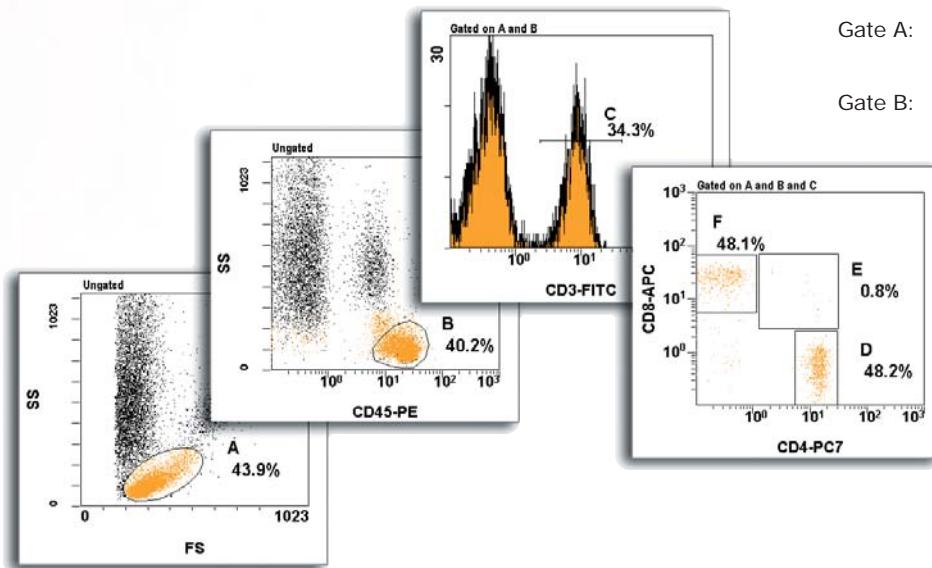 Gate A:
Gate B:
Gated on A and B
30
C
34.3%
10⁰
10¹
CD3-FITC
Ungated
1023
SS
0
B
40.2%
10⁰
10¹
10²
10³
CD45-PE
Gated on A and B and C
10³
10²
10¹
10⁰
CD8-APC
F
48.1%
E
0.8%
D
48.2%
10⁰
10¹
10²
10³
CD4-PC7
Ungated
1023
SS
0
A
43.9%
0
1023
FS